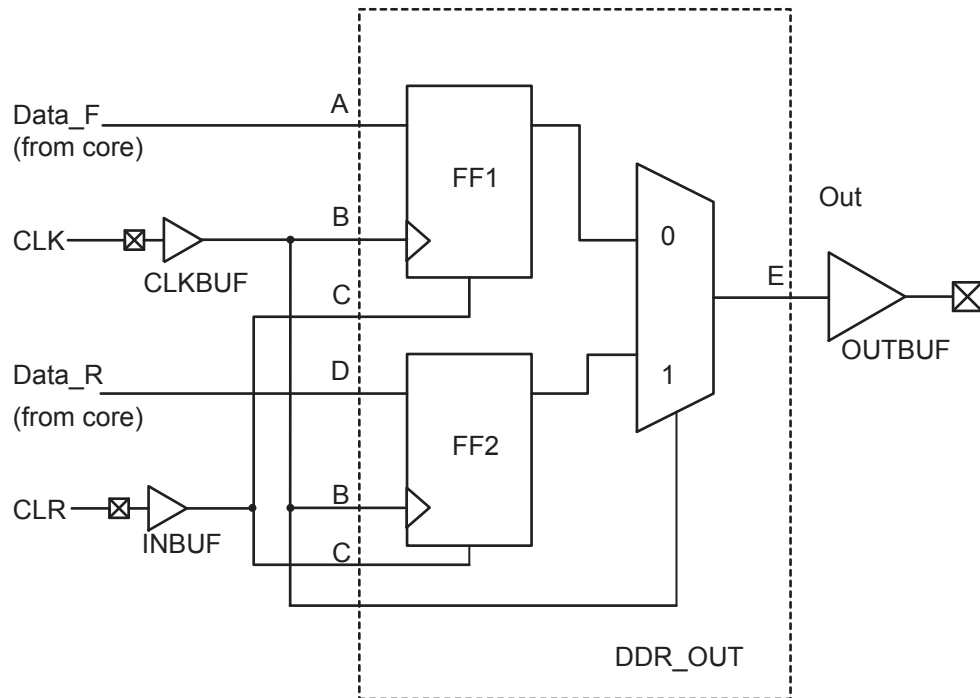 Data_F
(from core)
A
FF1
CLK
CLKBUF
B
C
0
Out
E
OUTBUF
Data_R
(from core)
D
1
FF2
CLR
INBUF
B
C
DDR_OUT